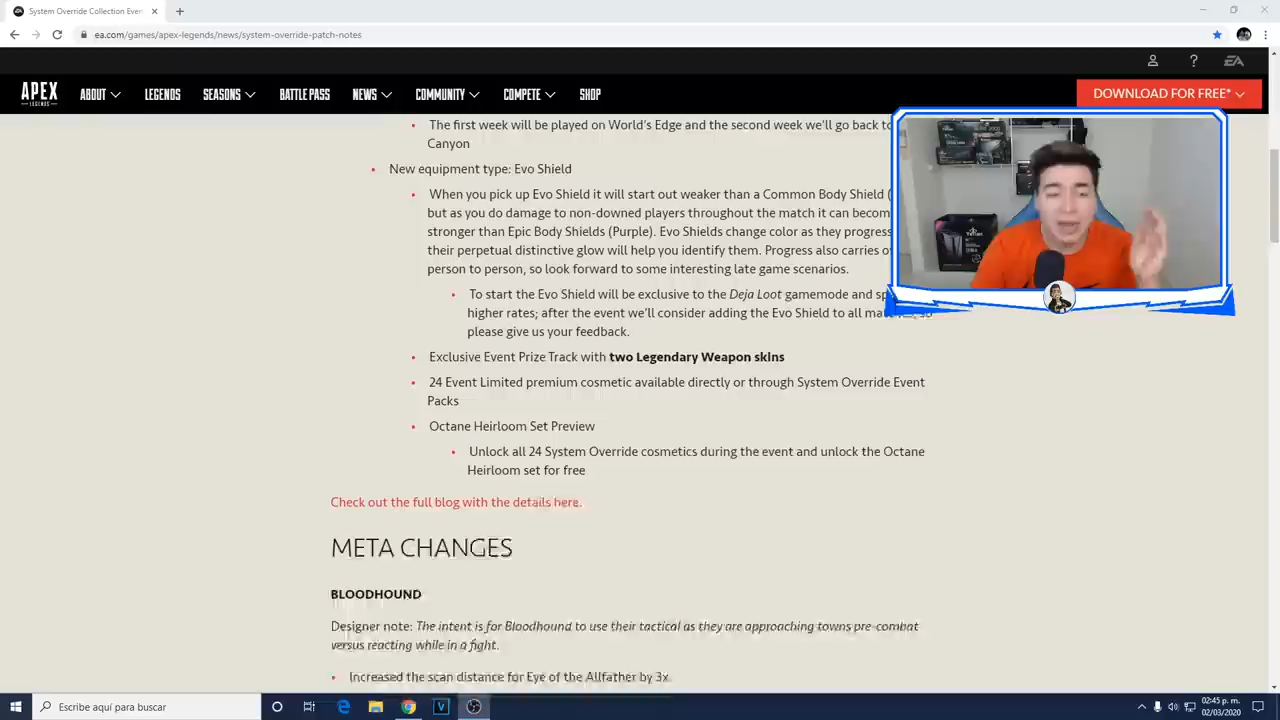 System Override Collection Even
ea.com/games/apex-legends/news/system-override-patch-notes
APEX
LEGENDS
ABOUT
LEGENDS
SEASONS
BATTLE PASS
NEWS
COMMUNITY
COMPETE
SHOP
EA
DOWNLOAD FOR FREE*
• The first week will be played on World's Edge and the second week we'll go back to
Canyon
• New equipment type: Evo Shield
• When you pick up Evo Shield it will start out weaker than a Common Body Shield (
but as you do damage to non-downed players throughout the match it can becom
stronger than Epic Body Shields (Purple). Evo Shields change color as they progress
their perpetual distinctive glow will help you identify them. Progress also carries o
person to person, so look forward to some interesting late game scenarios.
• To start the Evo Shield will be exclusive to the Deja Loot gamemode and sp
higher rates; after the event we'll consider adding the Evo Shield to all
please give us your feedback.
• Exclusive Event Prize Track with two Legendary Weapon skins
• 24 Event Limited premium cosmetic available directly or through System Override Event
Packs
• Octane Heirloom Set Preview
• Unlock all 24 System Override cosmetics during the event and unlock the Octane
Heirloom set for free
Check out the full blog with the details here.
META CHANGES
BLOODHOUND
Designer note: The intent is for Bloodhound to use their tactical as they are approaching towns pre-combat
versus reacting while in a fight.
• Increased the scan distance for Eye of the Allfather by 3x
Escribe aquí para buscar
02:45 p. m.
02/03/2020